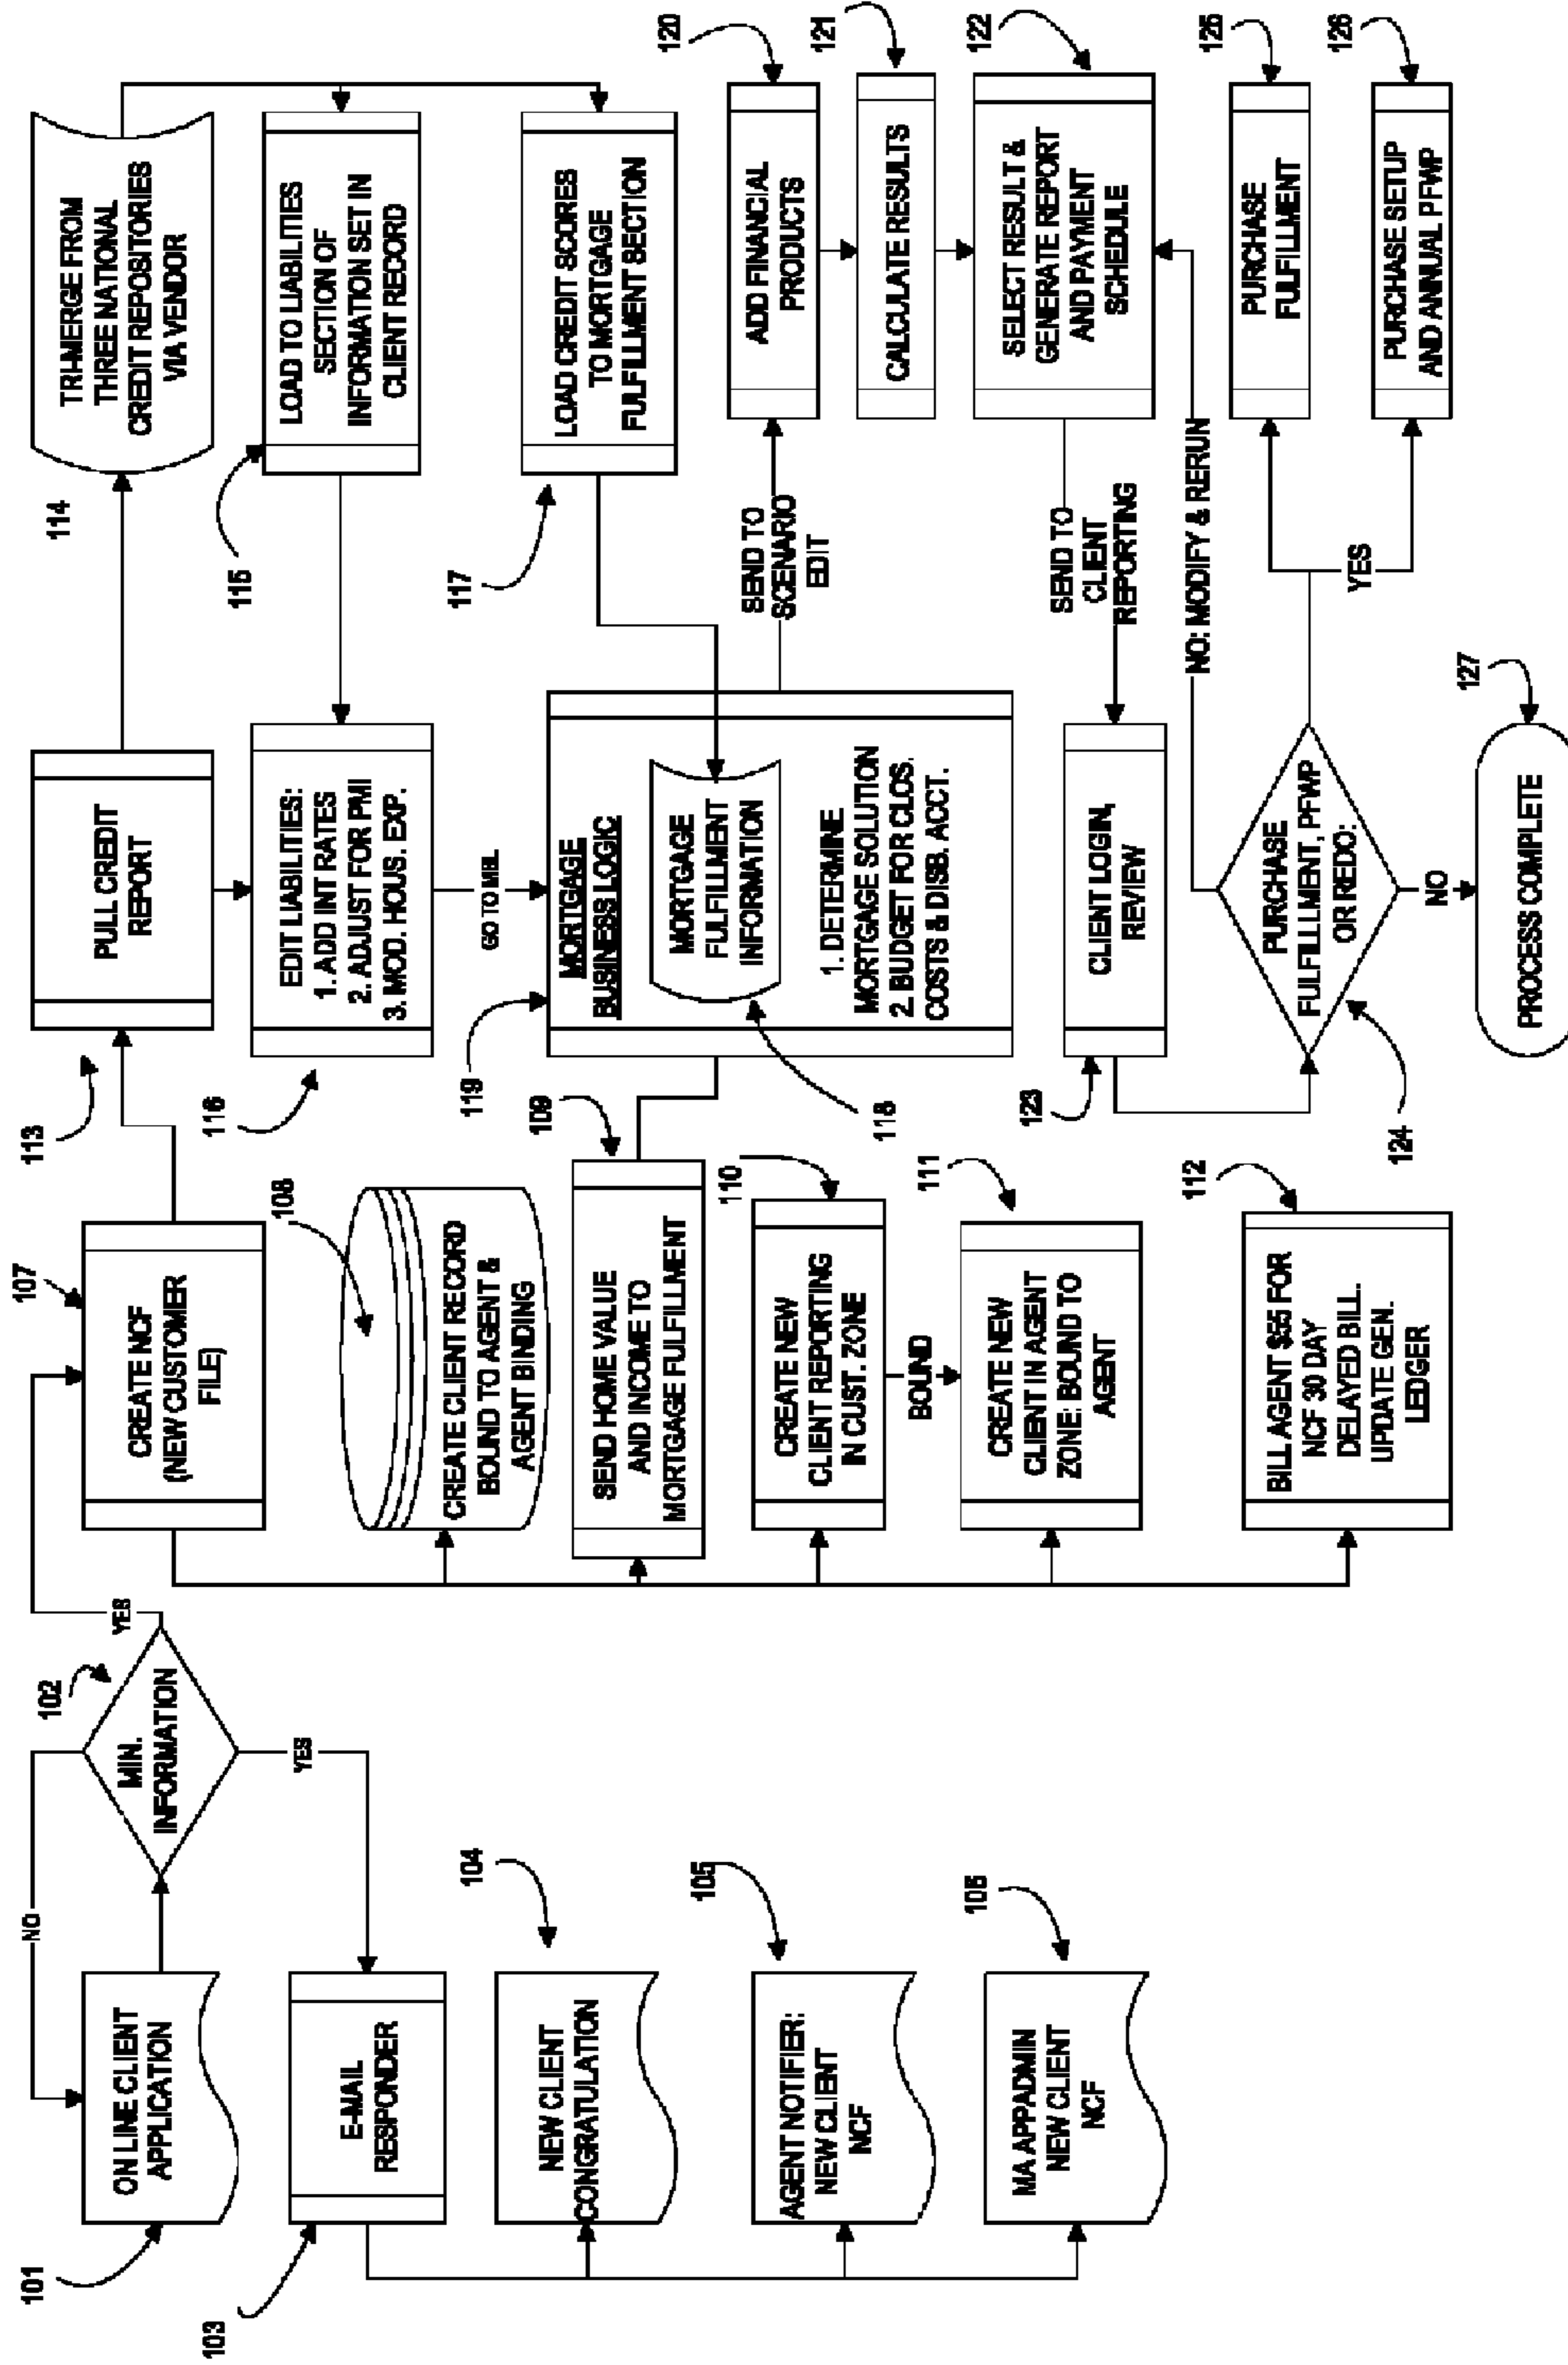 101
ON LINE CLIENT
APPLICATION
NO
102
MIN.
INFORMATION
YES
YES
103
E-MAIL
RESPONDER
104
NEW CLIENT
CONGRATULATION
105
AGENT NOTIFIER:
NEW CLIENT
NCF
106
MA APPADMIN
NEW CLIENT
NCF
107
CREATE NCF
(NEW CUSTOMER
FILE)
108
CREATE CLIENT RECORD
BOUND TO AGENT &
AGENT BINDING
109
SEND HOME VALUE
AND INCOME TO
MORTGAGE FULFILLMENT
110
CREATE NEW
CLIENT REPORTING
IN CUST. ZONE
BOUND
111
CREATE NEW
CLIENT IN AGENT
ZONE: BOUND TO
AGENT
112
BILL AGENT $55 FOR
NCF 30 DAY
DELAYED BILL.
UPDATE GEN.
LEDGER
113
PULL CREDIT
REPORT
114
TRI-MERGE FROM
THREE NATIONAL
CREDIT REPOSITORIES
VIA VENDOR
115
LOAD TO LIABILITIES
SECTION OF
INFORMATION SET IN
CLIENT RECORD
116
EDIT LIABILITIES:
1. ADD INT RATES
2. ADJUST FOR PMI
3. MOD. HOUS. EXP.
GO TO MBL
117
LOAD CREDIT SCORES
TO MORTGAGE
FULFILLMENT SECTION
119
MORTGAGE
BUSINESS LOGIC
MORTGAGE
FULFILLMENT
INFORMATION
118
1. DETERMINE
MORTGAGE SOLUTION
2. BUDGET FOR CLOS.
COSTS & DISB. ACCT.
SEND TO
SCENARIO
EDIT
120
ADD FINANCIAL
PRODUCTS
121
CALCULATE RESULTS
122
SELECT RESULT &
GENERATE REPORT
AND PAYMENT
SCHEDULE
SEND TO
CLIENT
REPORTING
123
CLIENT LOGIN,
REVIEW
NO: MODIFY & RERUN
124
PURCHASE
FULFILLMENT, PFWP
OR REDO:
YES
125
PURCHASE
FULFILLMENT
126
PURCHASE SETUP
AND ANNUAL PFWP
NO
127
PROCESS COMPLETE